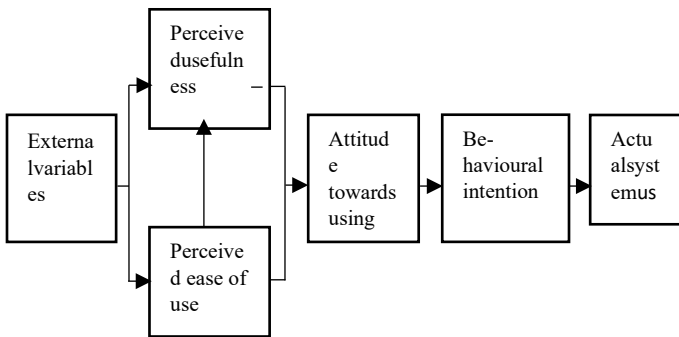 Perceive
dusefuln
ess
Externa
lvariabl
es
Perceive
d ease of
use
Attitud
e
towards
using
Be-
havioural
intention
Actu
alsyst
emus